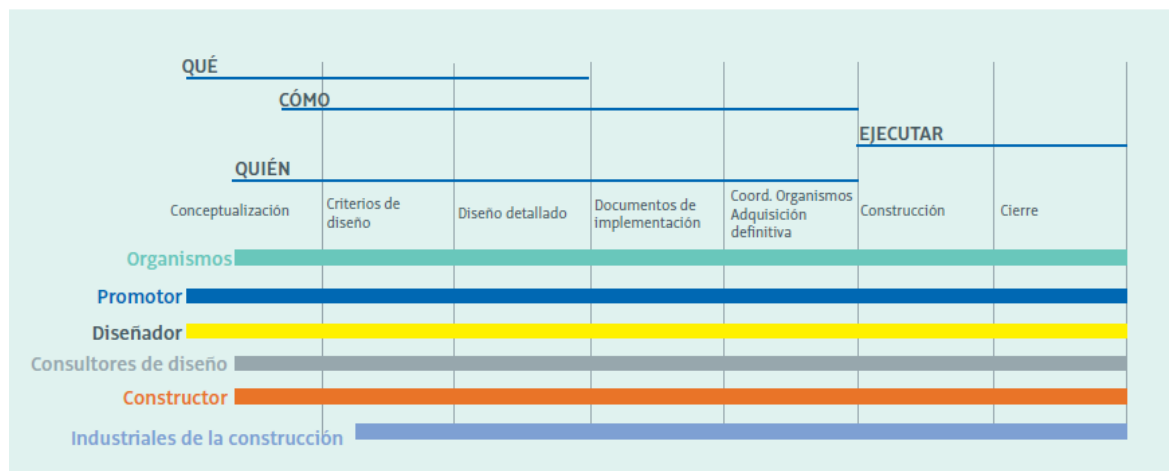 QUÉ
CÓMO
EJECUTAR
QUIÉN
Conceptualización
Criterios de
diseño
Diseño detallado
Documentos de
implementación
Coord. Organismos
Adquisición
definitiva
Construcción
Cierre
Organismos
Promotor
Diseñador
Consultores de diseño
Constructor
Industriales de la construcción